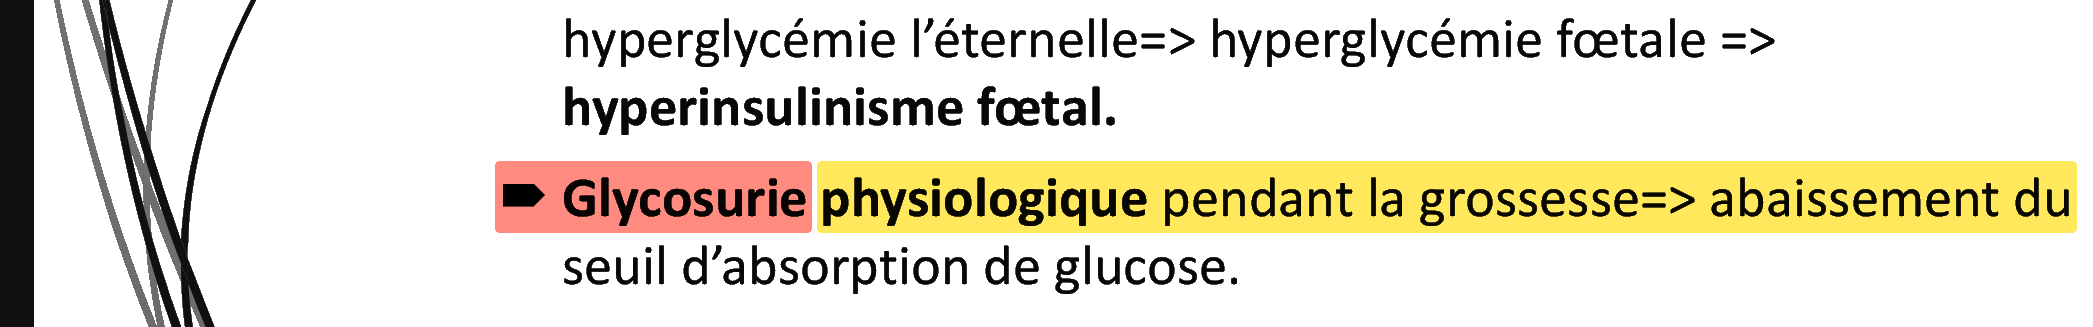 hyperglycémie l’éternelle=> hyperglycémie fœtale =>
hyperinsulinisme fœtal.
Glycosurie physiologique pendant la grossesse=> abaissement du
seuil d’absorption de glucose.